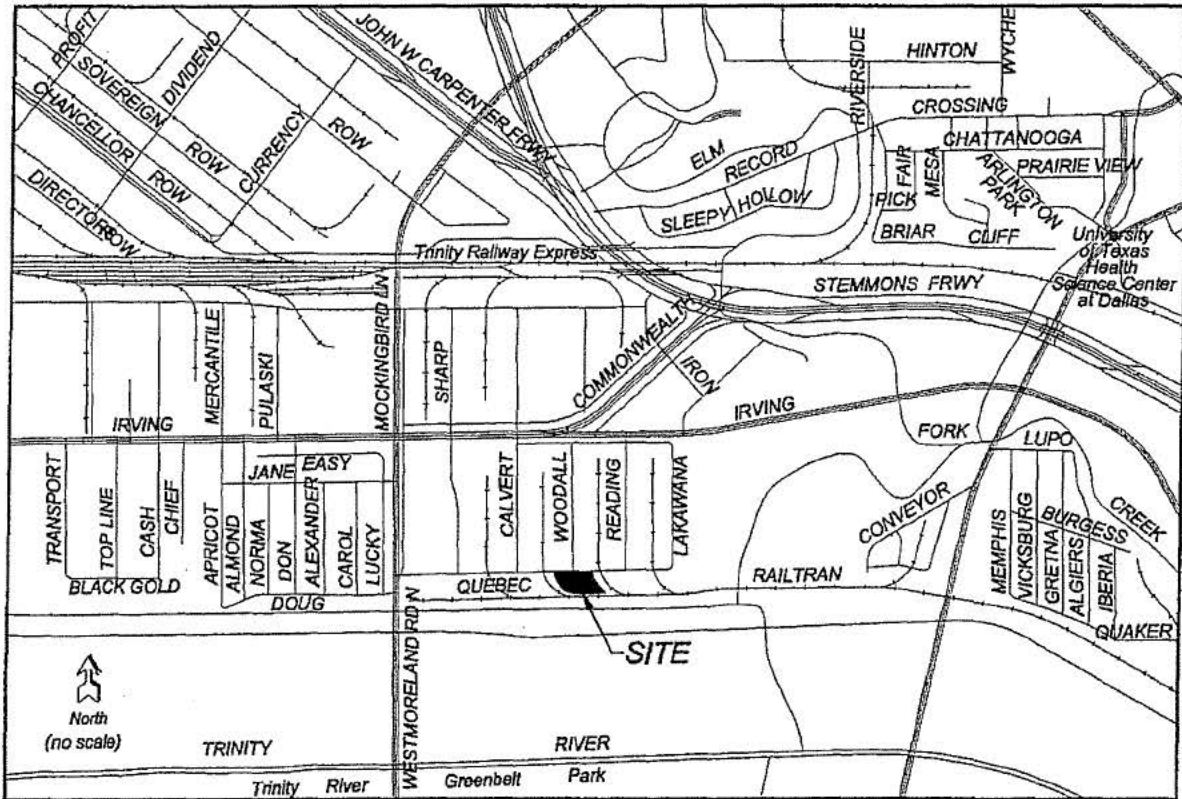 PROFIT
SOVEREIGN
ROW
DIVIDEND
CHANCELLOR
ROW
CURRENCY
ROW
DIRECTORS
ROW
JOHN W CARPENTER FRWY
ELM
RECORD
CROSSING
SLEEPY HOLLOW
RIVERSIDE
HINTON
WYCHE
CHATTANOOGA
FAIR
MESA
PICK
BRIAR
CLIFF
ARLINGTON
PARK
PRAIRIE VIEW
University
of Texas
Health
Science Center
at Dallas
Trinity Railway Express
STEMMONS FRWY
MERCANTILE
PULASKI
MOCKINGBIRD LN
SHARP
COMMONWEALTH
IRON
IRVING
IRVING
FORK
LUPO
TRANSPORT
TOP LINE
CASH
CHIEF
APRICOT
ALMOND
JANE
EASY
NORMA
DON
ALEXANDER
CAROL
LUCKY
CALVERT
WOODALL
READING
LAKAWANA
CONVEYOR
MEMPHIS
VICKSBURG
GRETNA
ALGIERS
BURGESS
IBERIA
CREEK
BLACK GOLD
DOUG
QUEBEC
RAILTRAN
QUAKER
SITE
WESTMORELAND RD N
North
(no scale)
TRINITY
RIVER
Trinity River Greenbelt Park